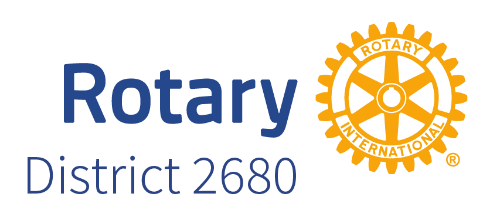 Rotary
District 2680
ROTARY
INTERNATIONAL
®